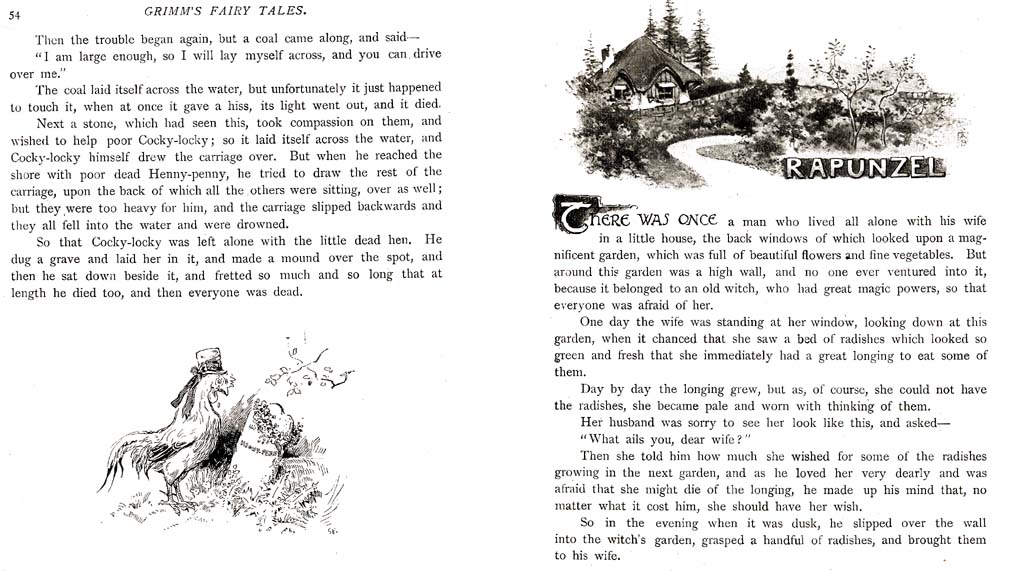 54
GRIMM'S FAIRY TALES.
Then the trouble began again, but a coal came along, and said—
"I am large enough, so I will lay myself across, and you can drive
over me."
The coal laid itself across the water, but unfortunately it just happened
to touch it, when at once it gave a hiss, its light went out, and it died.
Next a stone, which had seen this, took compassion on them, and
wished to help poor Cocky-locky; so it laid itself across the water, and
Cocky-locky himself drew the carriage over. But when he reached the
shore with poor dead Henny-penny, he tried to draw the rest of the
carriage, upon the back of which all the others were sitting, over as well;
but they were too heavy for him, and the carriage slipped backwards and
they all fell into the water and were drowned.
So that Cocky-locky was left alone with the little dead hen. He
dug a grave and laid her in it, and made a mound over the spot, and
then he sat down beside it, and fretted so much and so long that at
length he died too, and then everyone was dead.
RAPUNZEL
THERE WAS ONCE a man who lived all alone with his wife
in a little house, the back windows of which looked upon a mag-
nificent garden, which was full of beautiful flowers and fine vegetables. But
around this garden was a high wall, and no one ever ventured into it,
because it belonged to an old witch, who had great magic powers, so that
everyone was afraid of her.
One day the wife was standing at her window, looking down at this
garden, when it chanced that she saw a bed of radishes which looked so
green and fresh that she immediately had a great longing to eat some of
them.
Day by day the longing grew, but as, of course, she could not have
the radishes, she became pale and worn with thinking of them.
Her husband was sorry to see her look like this, and asked—
"What ails you, dear wife?"
Then she told him how much she wished for some of the radishes
growing in the next garden, and as he loved her very dearly and was
afraid that she might die of the longing, he made up his mind that, no
matter what it cost him, she should have her wish.
So in the evening when it was dusk, he slipped over the wall
into the witch's garden, grasped a handful of radishes, and brought them
to his wife.